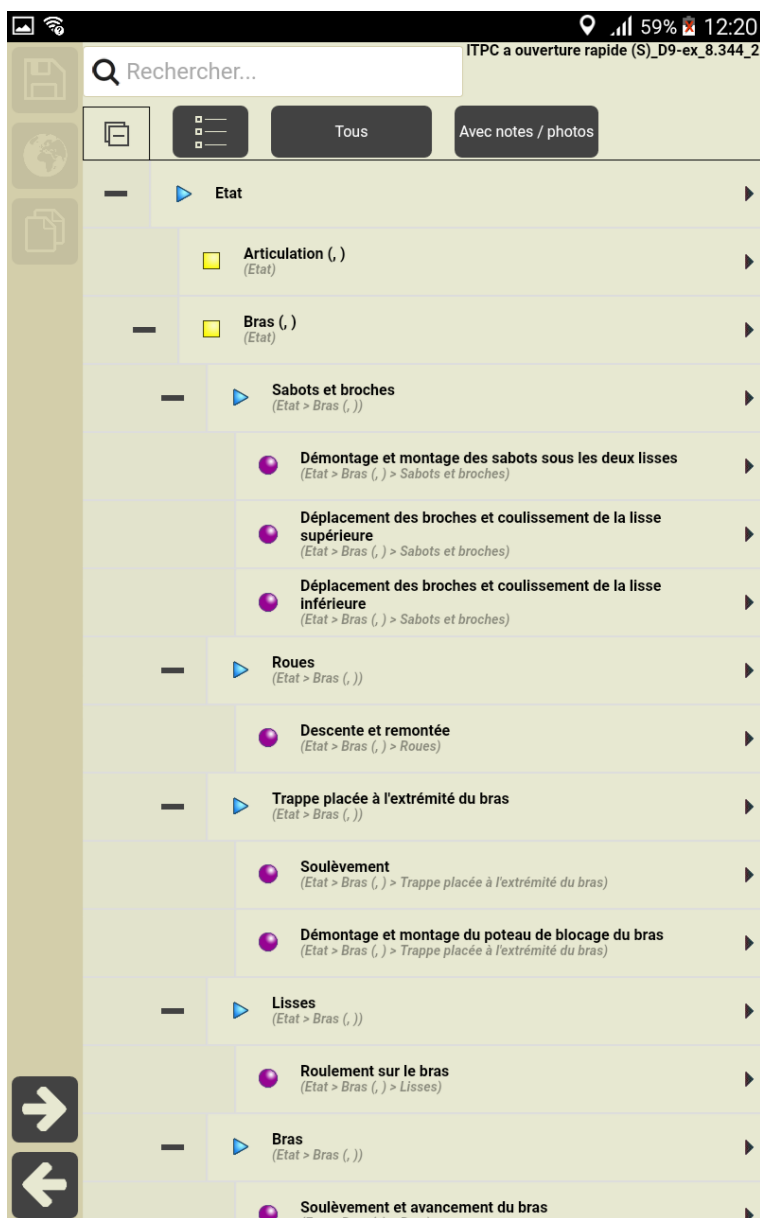 59% 12:20
ITPC a ouverture rapide (S)_D9-ex_8.344_2
Rechercher...
Tous
Avec notes / photos
Etat
Articulation (, )
(Etat)
Bras (, )
(Etat)
Sabots et broches
(Etat > Bras (, ))
Démontage et montage des sabots sous les deux lisses
(Etat > Bras (, ) > Sabots et broches)
Déplacement des broches et coulissement de la lisse
supérieure
(Etat > Bras (, ) > Sabots et broches)
Déplacement des broches et coulissement de la lisse
inférieure
(Etat > Bras (, ) > Sabots et broches)
Roues
(Etat > Bras (, ))
Descente et remontée
(Etat > Bras (, ) > Roues)
Trappe placée à l'extrémité du bras
(Etat > Bras (, ))
Soulèvement
(Etat > Bras (, ) > Trappe placée à l'extrémité du bras)
Démontage et montage du poteau de blocage du bras
(Etat > Bras (, ) > Trappe placée à l'extrémité du bras)
Lisses
(Etat > Bras (, ))
Roulement sur le bras
(Etat > Bras (, ) > Lisses)
Bras
(Etat > Bras (, ))
Soulèvement et avancement du bras